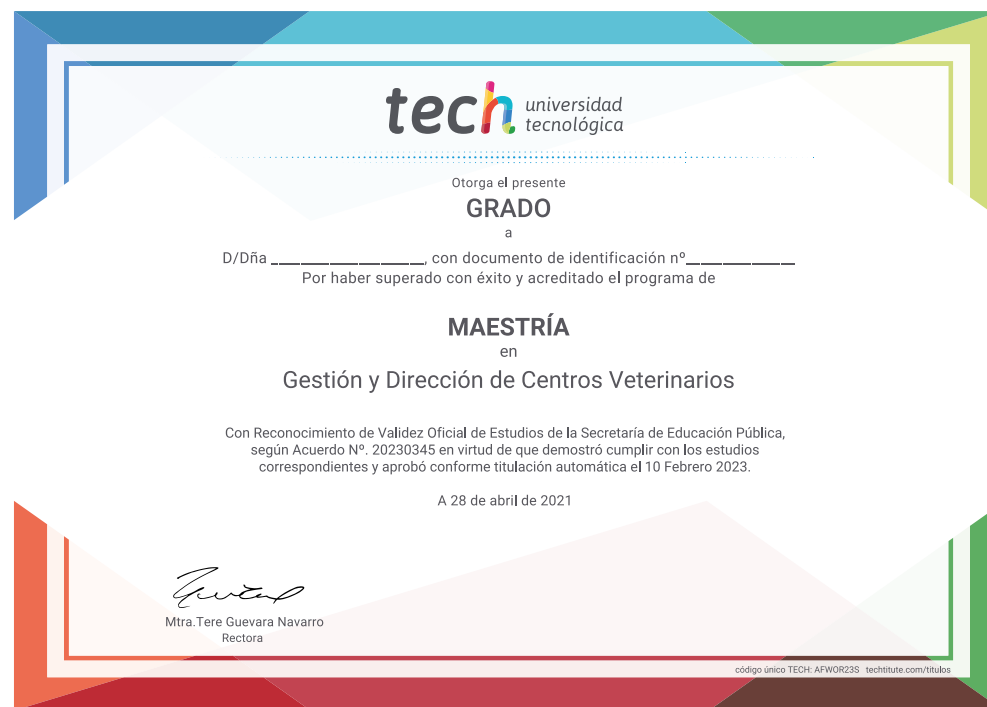 tech universidad
tecnológica
Otorga el presente
GRADO
a
D/Dña ____________________, con documento de identificación nº______________
Por haber superado con éxito y acreditado el programa de
MAESTRÍA
en
Gestión y Dirección de Centros Veterinarios
Con Reconocimiento de Validez Oficial de Estudios de la Secretaría de Educación Pública,
según Acuerdo Nº. 20230345 en virtud de que demostró cumplir con los estudios
correspondientes y aprobó conforme titulación automática el 10 Febrero 2023.
A 28 de abril de 2021
Mtra.Tere Guevara Navarro
Rectora
código único TECH: AFWOR23S techtitute.com/titulos